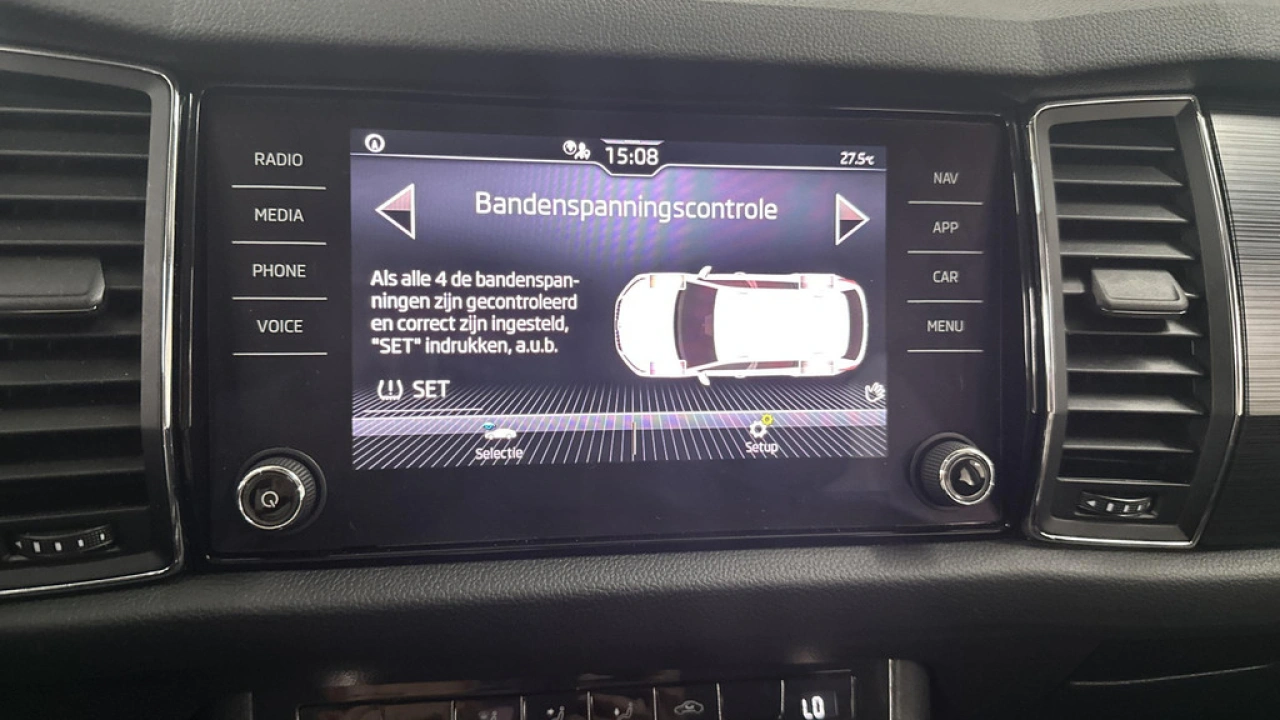 RADIO
MEDIA
PHONE
VOICE
15:08
27.5°C
Bandenspanningscontrole
Als alle 4 de bandenspan-
ningen zijn gecontroleerd
en correct zijn ingesteld,
"SET" indrukken, a.u.b.
SET
Selectie
Setup
NAV
APP
CAR
MENU
LO